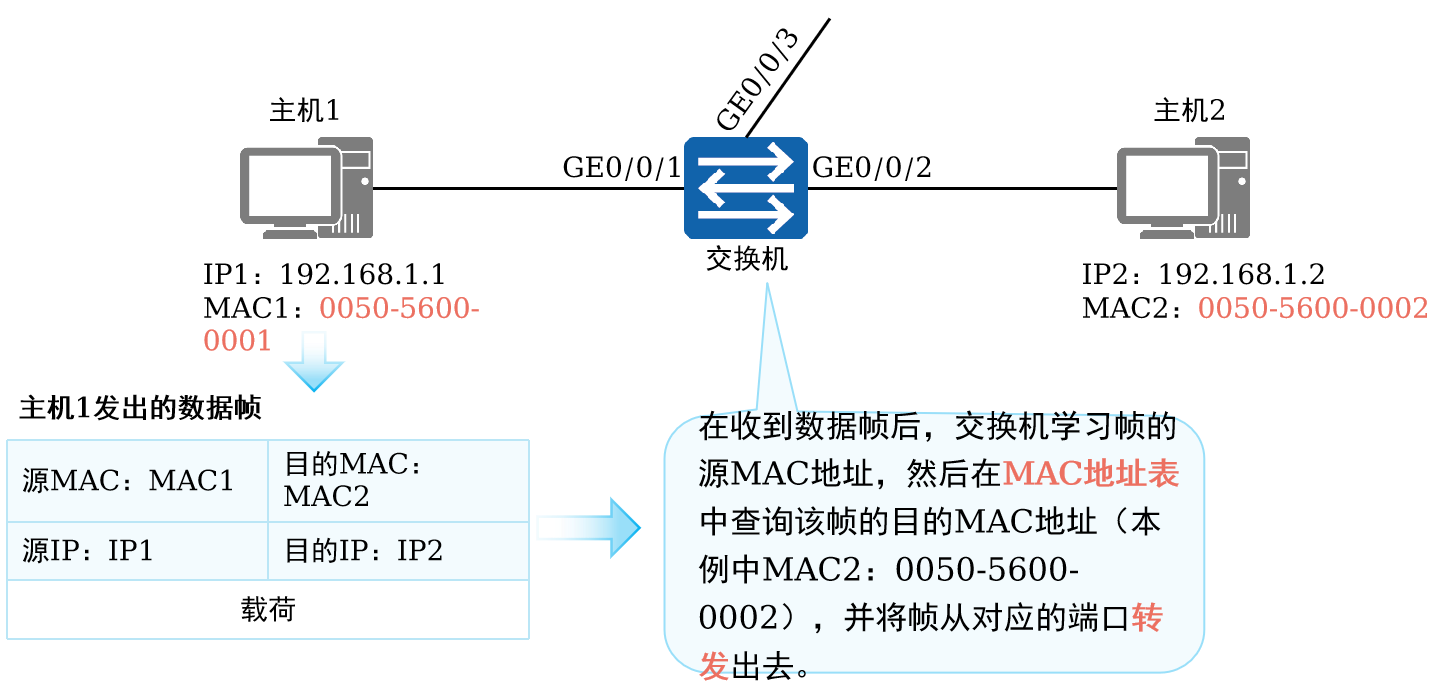 GE0/0/3
主机1
主机2
GE0/0/1
GE0/0/2
交换机
IP1：192.168.1.1
MAC1：0050-5600-
0001
IP2：192.168.1.2
MAC2：0050-5600-0002
主机1发出的数据帧
源MAC：MAC1
目的MAC：
MAC2
源IP：IP1
目的IP：IP2
载荷
在收到数据帧后，交换机学习帧的
源MAC地址，然后在MAC地址表
中查询该帧的目的MAC地址（本
例中MAC2：0050-5600-
0002），并将帧从对应的端口转
发出去。